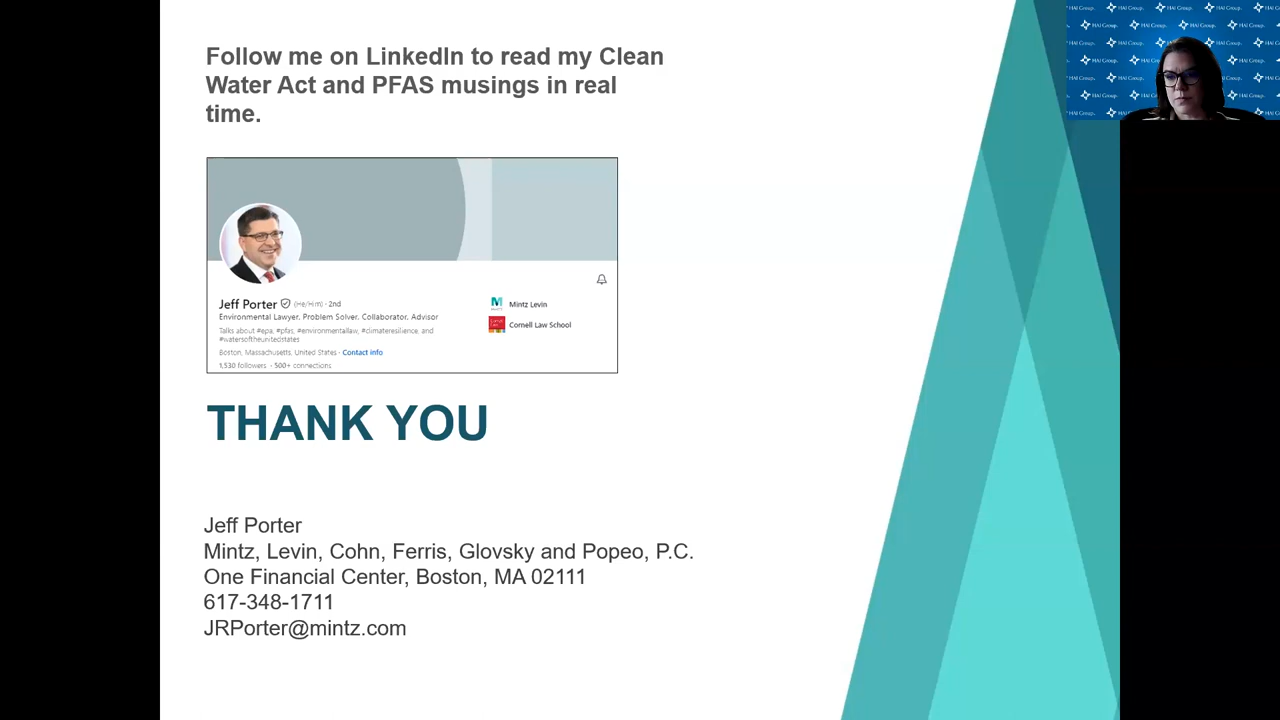 Follow me on LinkedIn to read my Clean
Water Act and PFAS musings in real
time.
Jeff Porter (He/Him) · 2nd
Environmental Lawyer, Problem Solver, Collaborator, Advisor
Talks about #epa, #pfas, #environmentallaw, #climateresilience, and
#watersoftheunitedstates
Boston, Massachusetts, United States · Contact info
1,530 followers · 500+ connections
Mintz Levin
Cornell Law School
THANK YOU
Jeff Porter
Mintz, Levin, Cohn, Ferris, Glovsky and Popeo, P.C.
One Financial Center, Boston, MA 02111
617-348-1711
JRPorter@mintz.com
HAI Group